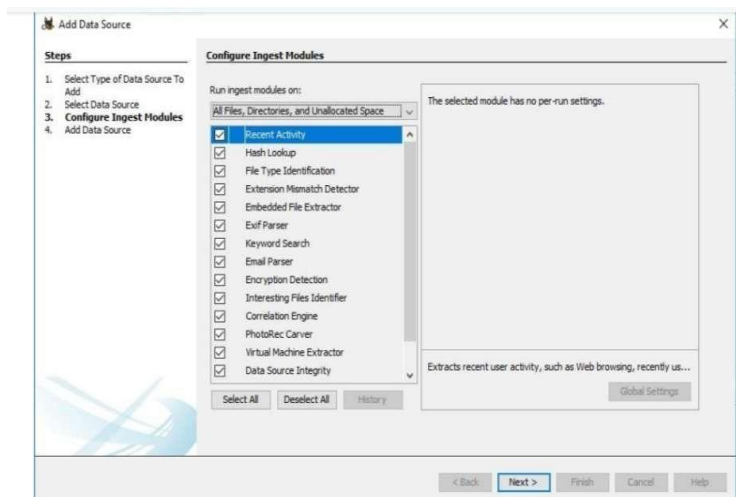 Add Data Source
Steps
1. Select Type of Data Source To
Add
2. Select Data Source
3. Configure Ingest Modules
4. Add Data Source
Configure Ingest Modules
Run ingest modules on:
All Files, Directories, and Unallocated Space
Recent Activity
Hash Lookup
File Type Identification
Extension Mismatch Detector
Embedded File Extractor
Exif Parser
Keyword Search
Email Parser
Encryption Detection
Interesting Files Identifier
Correlation Engine
PhotoRec Carver
Virtual Machine Extractor
Data Source Integrity
Select All Deselect All History
The selected module has no per-run settings.
Extracts recent user activity, such as Web browsing, recently us...
Global Settings
< Back Next > Finish Cancel Help